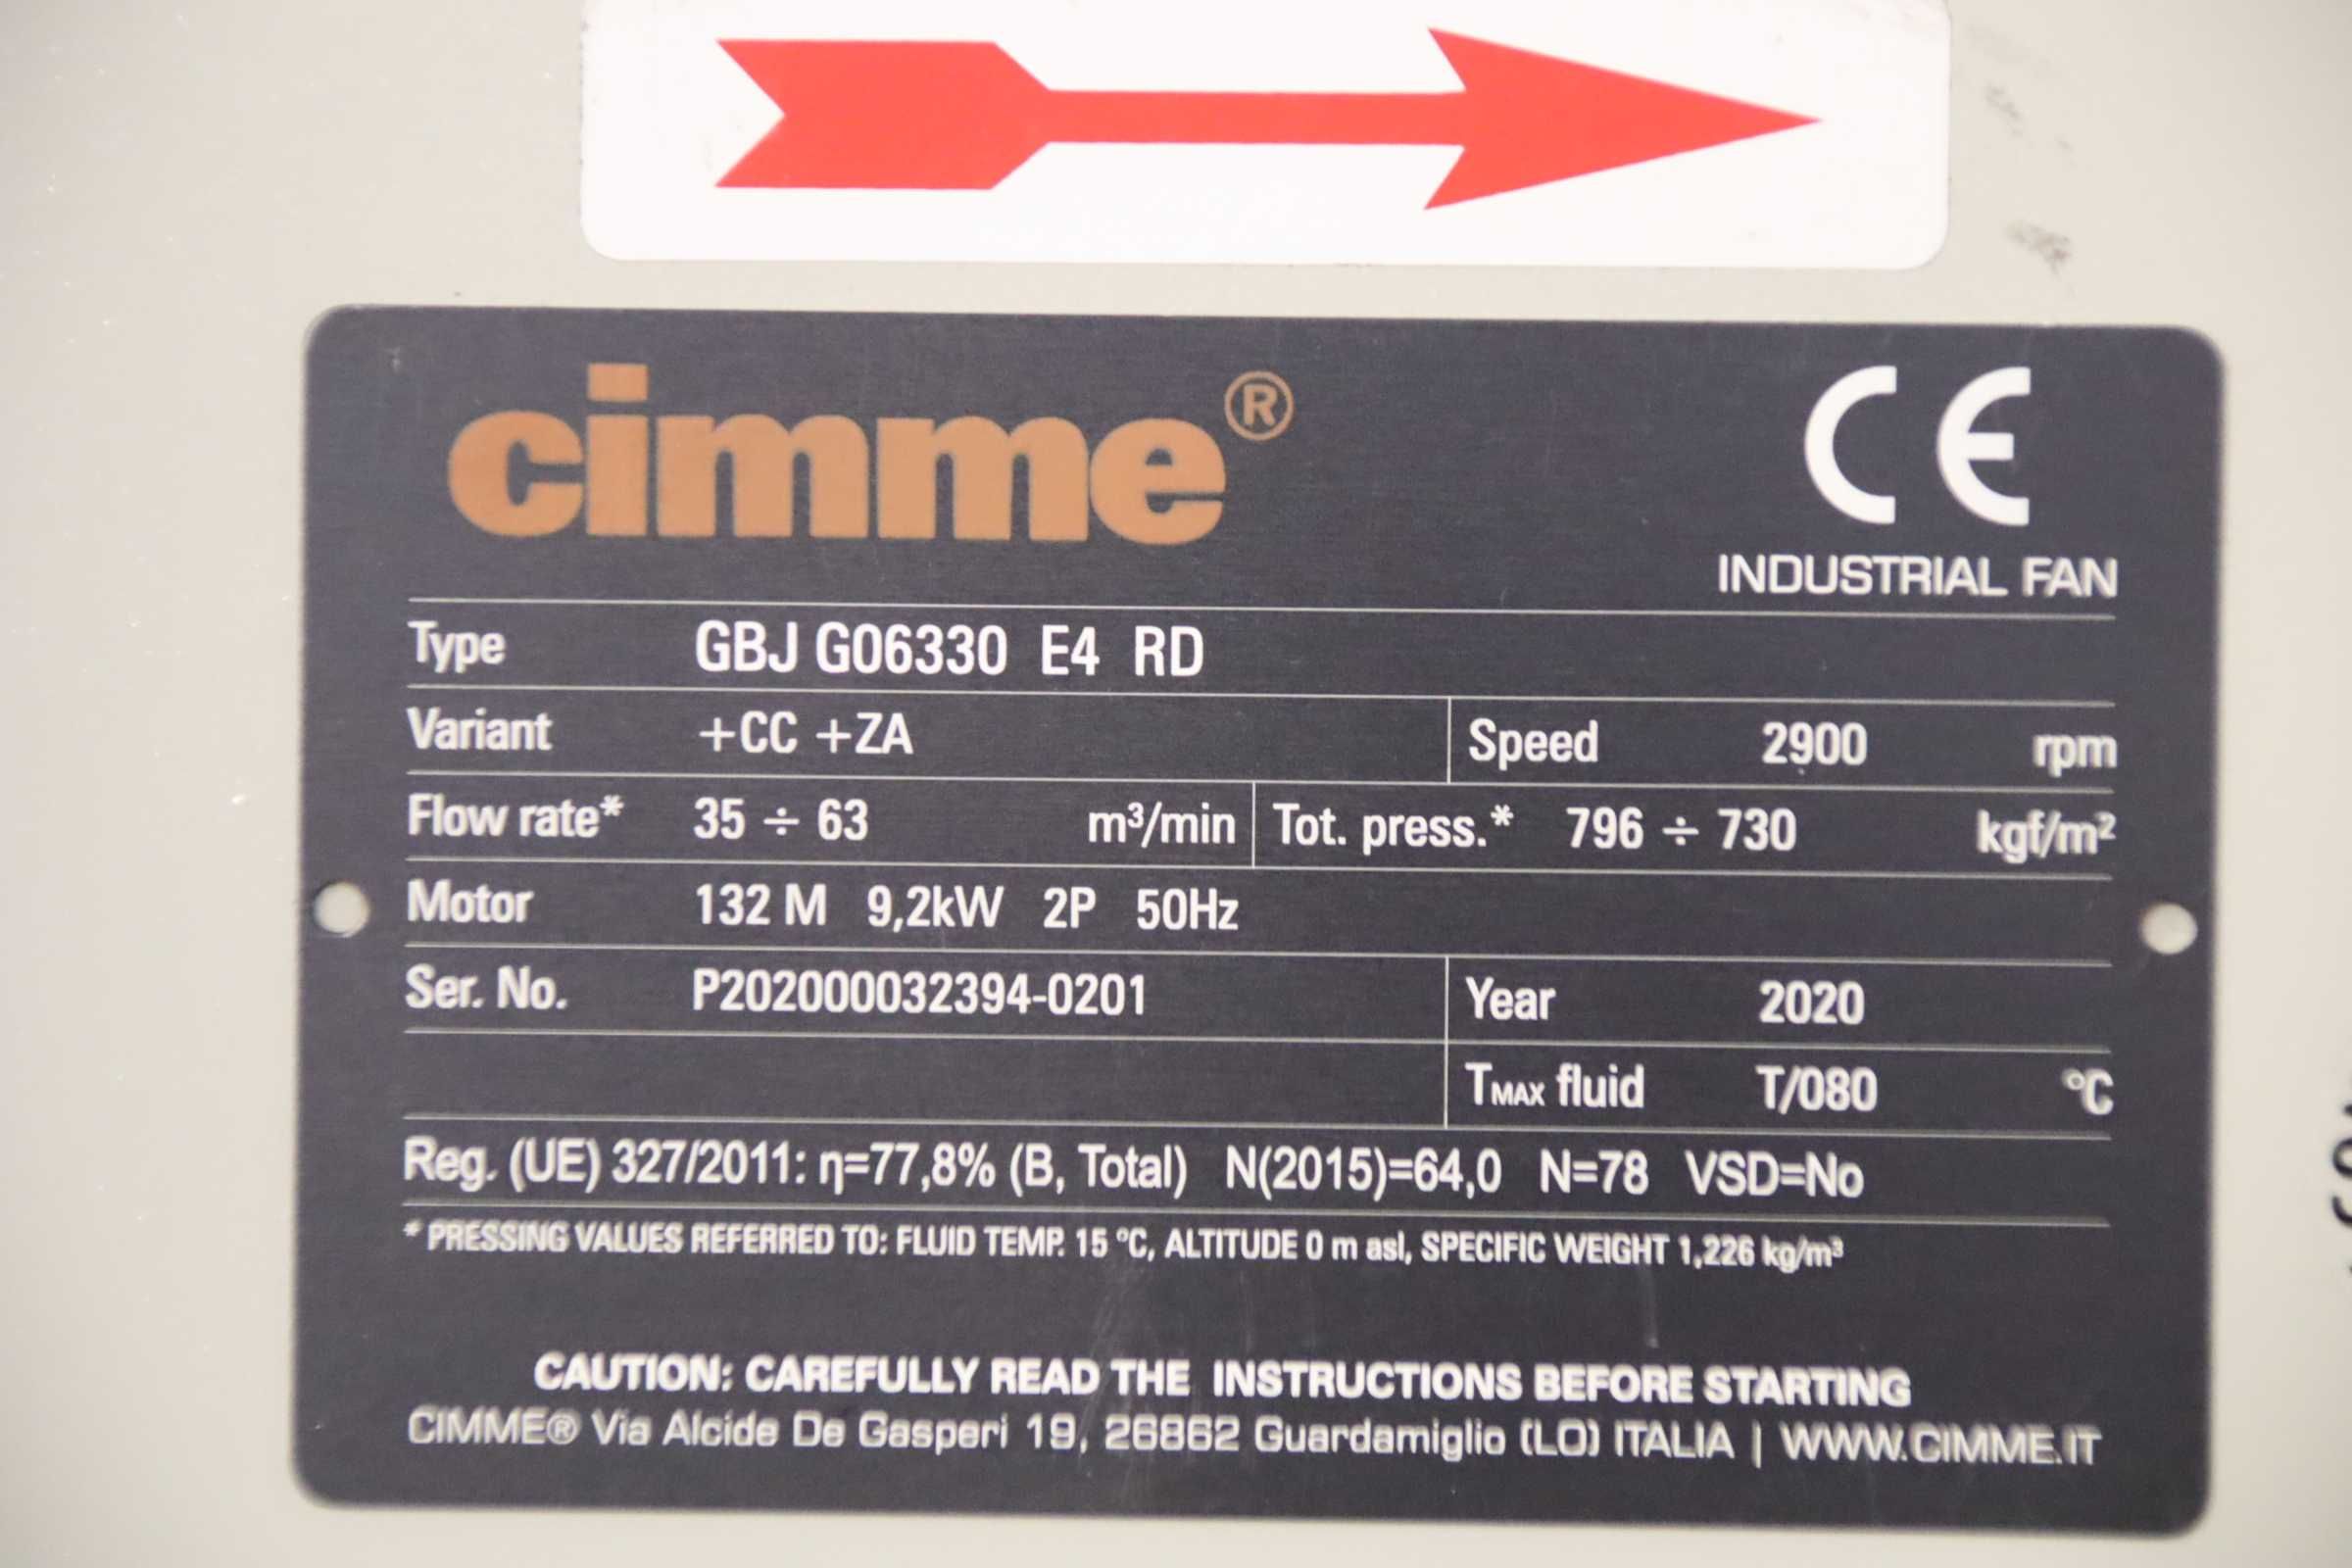 cimme®
CE
INDUSTRIAL FAN
Type GBJ G06330 E4 RD
Variant +CC +ZA Speed 2900 rpm
Flow rate* 35 ÷ 63 m³/min Tot. press.* 796 ÷ 730 kgf/m²
Motor 132 M 9,2kW 2P 50Hz
Ser. No. P202000032394-0201 Year 2020
TMAX fluid T/080 °C
Reg. (UE) 327/2011: η=77,8% (B, Total) N(2015)=64,0 N=78 VSD=No
* PRESSING VALUES REFERRED TO: FLUID TEMP. 15 °C, ALTITUDE 0 m asl, SPECIFIC WEIGHT 1,226 kg/m³
CAUTION: CAREFULLY READ THE INSTRUCTIONS BEFORE STARTING
CIMME® Via Alcide De Gasperi 19, 26862 Guardamiglio (LO) ITALIA | WWW.CIMME.IT